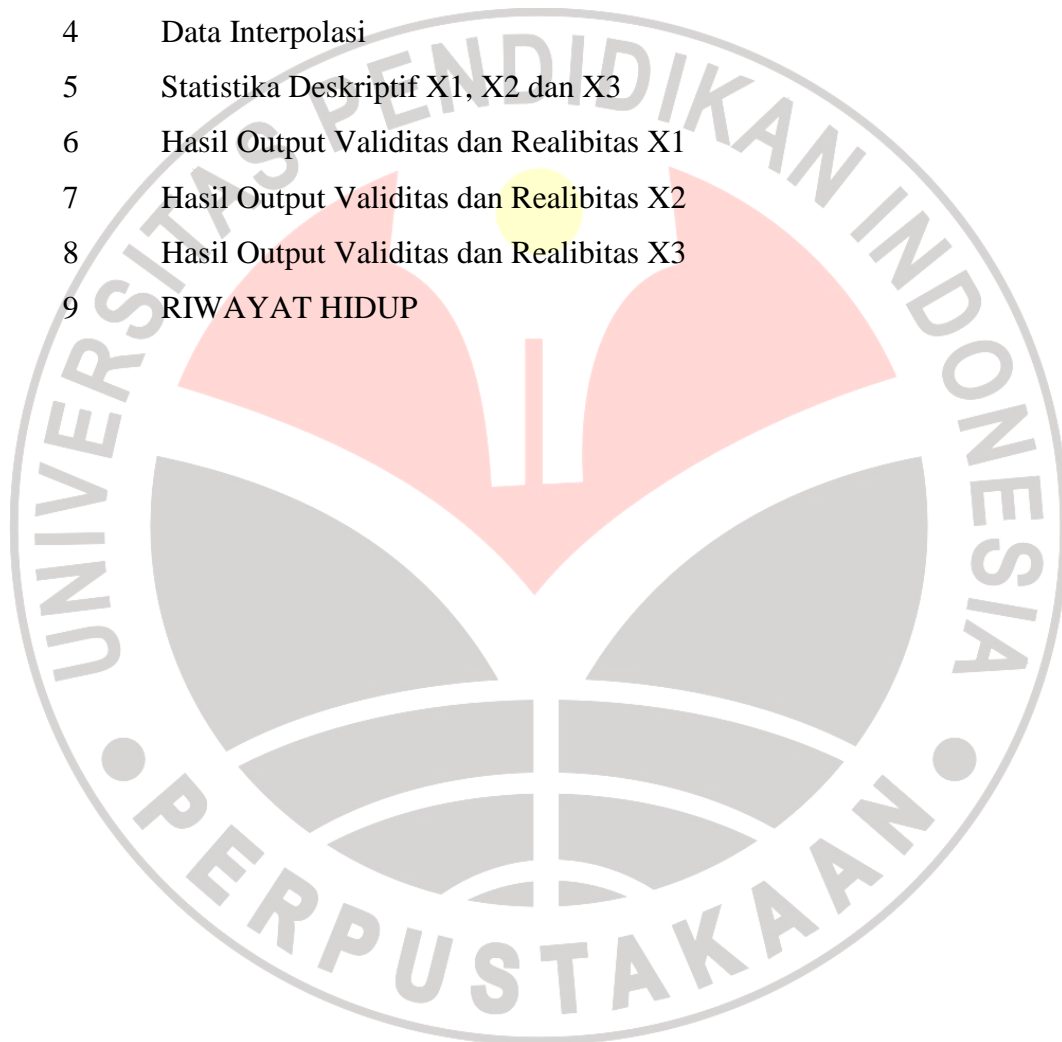 4 Data Interpolasi
5 Statistika Deskriptif X1, X2 dan X3
6 Hasil Output Validitas dan Realibitas X1
7 Hasil Output Validitas dan Realibitas X2
8 Hasil Output Validitas dan Realibitas X3
9 RIWAYAT HIDUP
UNIVERSITAS PENDIDIKAN INDONESIA
PERPUSTAKAAN